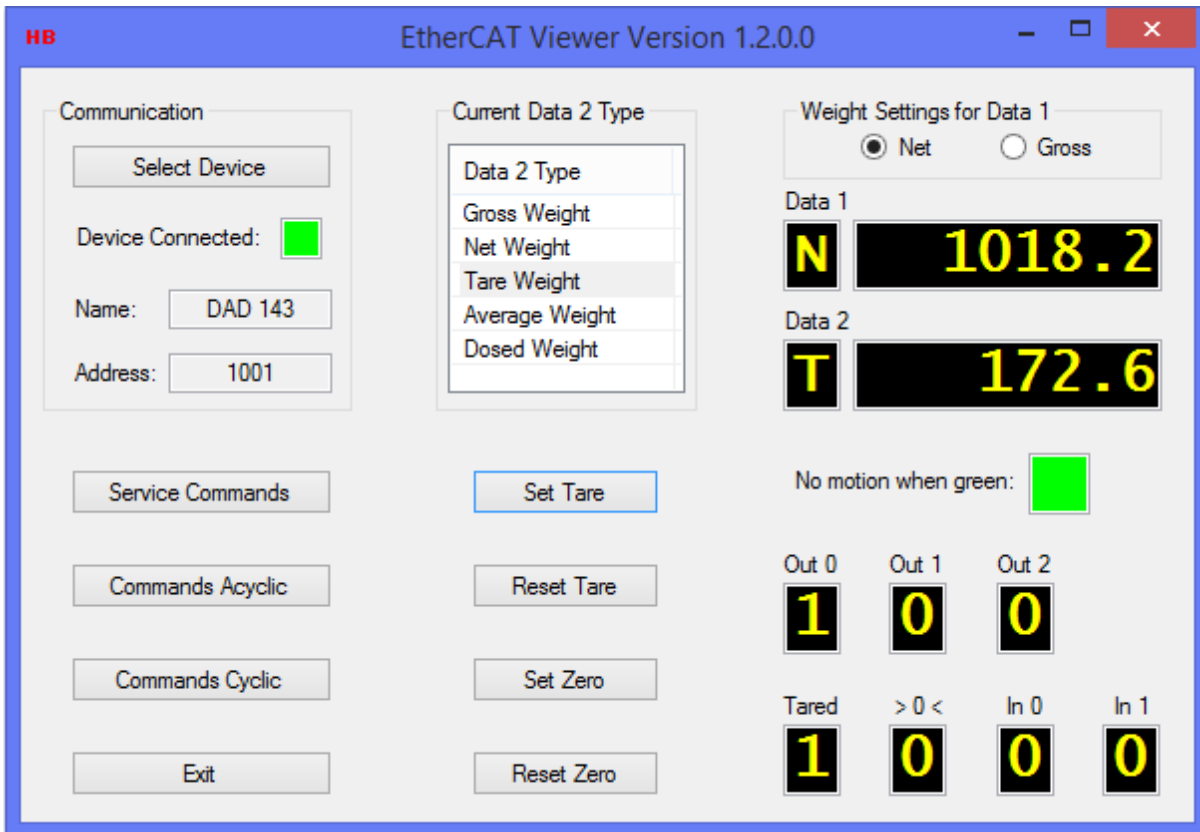 HB
EtherCAT Viewer Version 1.2.0.0
Communication
Select Device
Device Connected:
Name: DAD 143
Address: 1001
Current Data 2 Type
Data 2 Type
Gross Weight
Net Weight
Tare Weight
Average Weight
Dosed Weight
Weight Settings for Data 1
Net Gross
Data 1
N 1018.2
Data 2
T 172.6
No motion when green:
Service Commands
Commands Acyclic
Commands Cyclic
Exit
Set Tare
Reset Tare
Set Zero
Reset Zero
Out 0 Out 1 Out 2
1 0 0
Tared > 0 < In 0 In 1
1 0 0 0